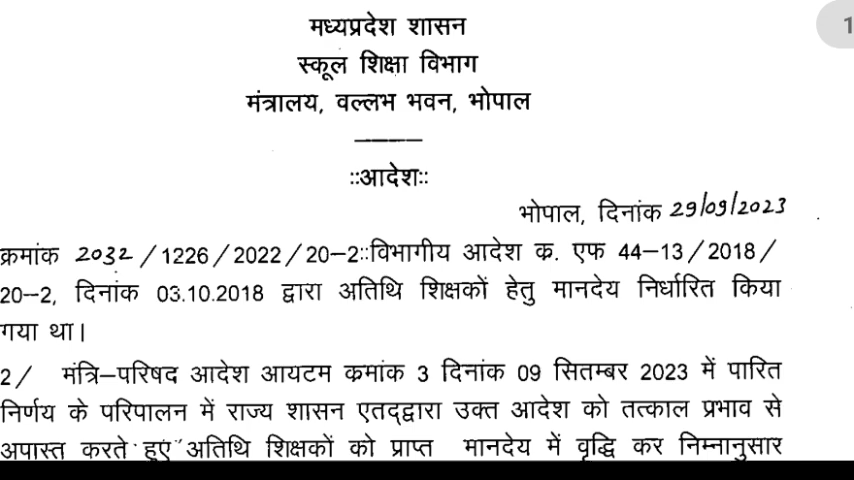 मध्यप्रदेश शासन
स्कूल शिक्षा विभाग
मंत्रालय, वल्लभ भवन, भोपाल
::आदेश::
भोपाल, दिनांक 29/09/2023
क्रमांक 2032/1226/2022/20–2::विभागीय आदेश क्र. एफ 44–13/2018/
20–2, दिनांक 03.10.2018 द्वारा अतिथि शिक्षकों हेतु मानदेय निर्धारित किया
गया था।
2/ मंत्रि–परिषद आदेश आयटम क्रमांक 3 दिनांक 09 सितम्बर 2023 में पारित
निर्णय के परिपालन में राज्य शासन एतद्द्वारा उक्त आदेश को तत्काल प्रभाव से
अपास्त करते हुए अतिथि शिक्षकों को प्राप्त मानदेय में वृद्धि कर निम्नानुसार
1